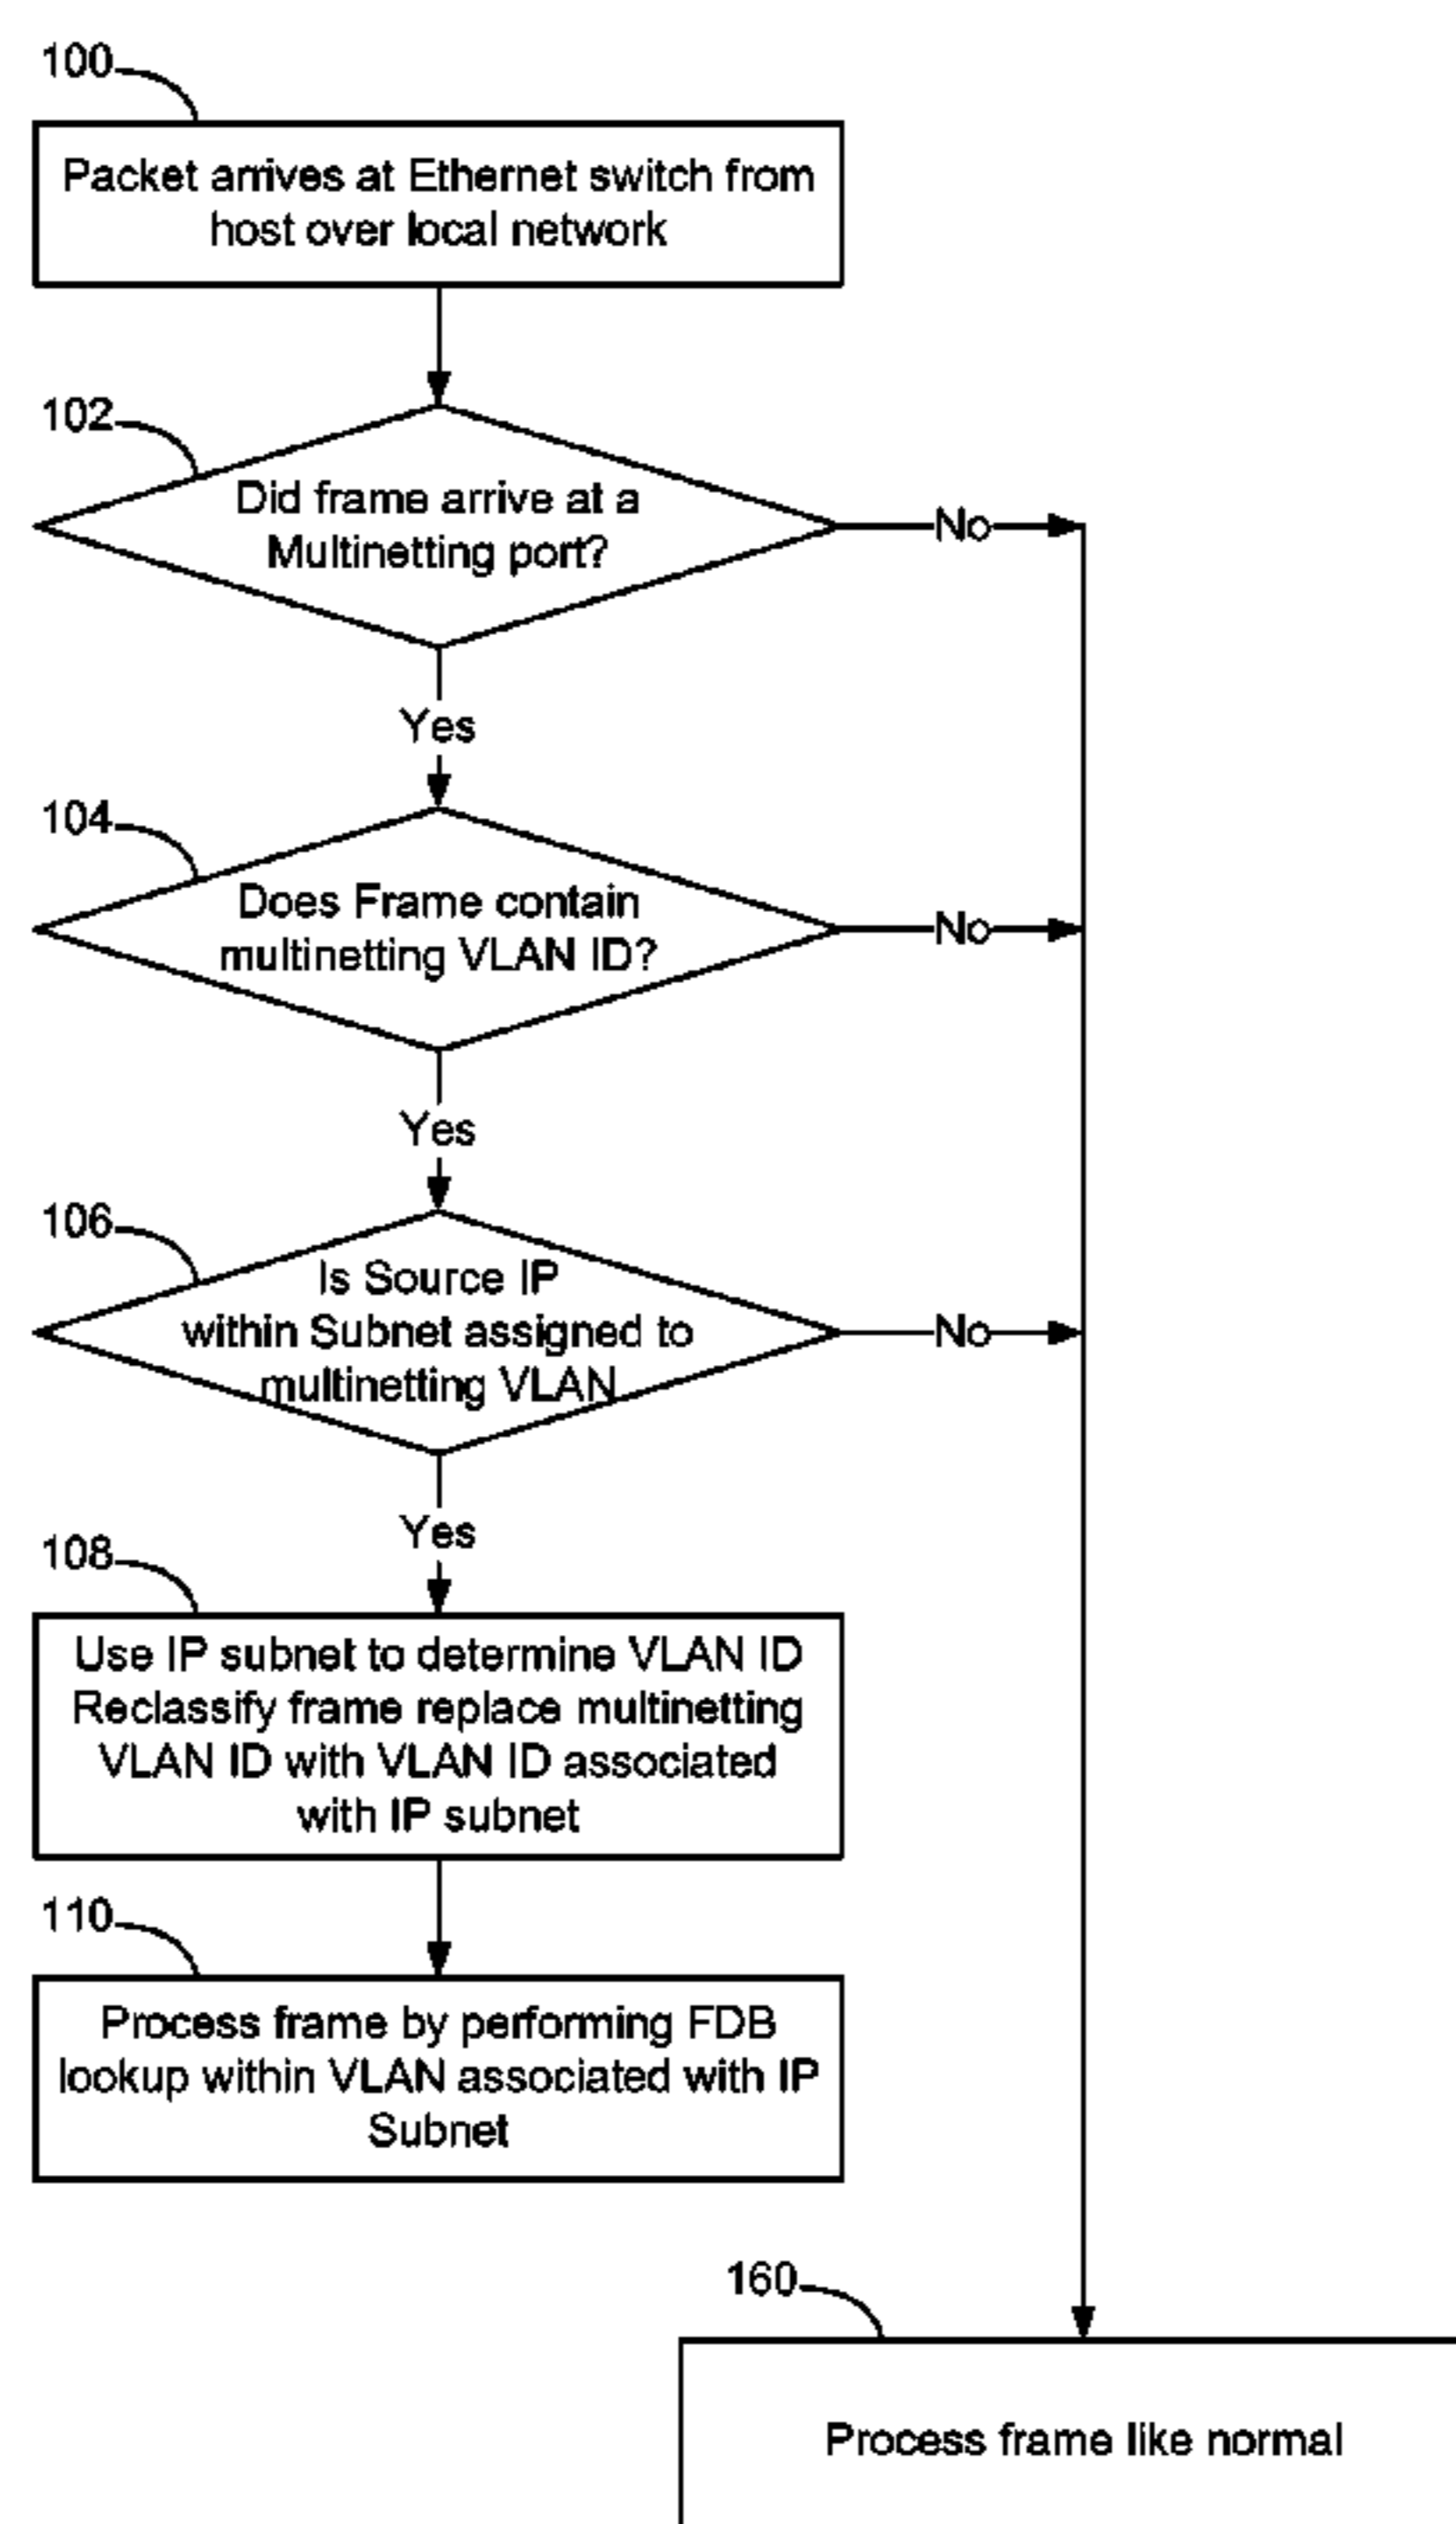 100
Packet arrives at Ethernet switch from
host over local network
102
Did frame arrive at a
Multinetting port?
No
Yes
104
Does Frame contain
multinetting VLAN ID?
No
Yes
106
Is Source IP
within Subnet assigned to
multinetting VLAN
No
Yes
108
Use IP subnet to determine VLAN ID
Reclassify frame replace multinetting
VLAN ID with VLAN ID associated
with IP subnet
110
Process frame by performing FDB
lookup within VLAN associated with IP
Subnet
160
Process frame like normal